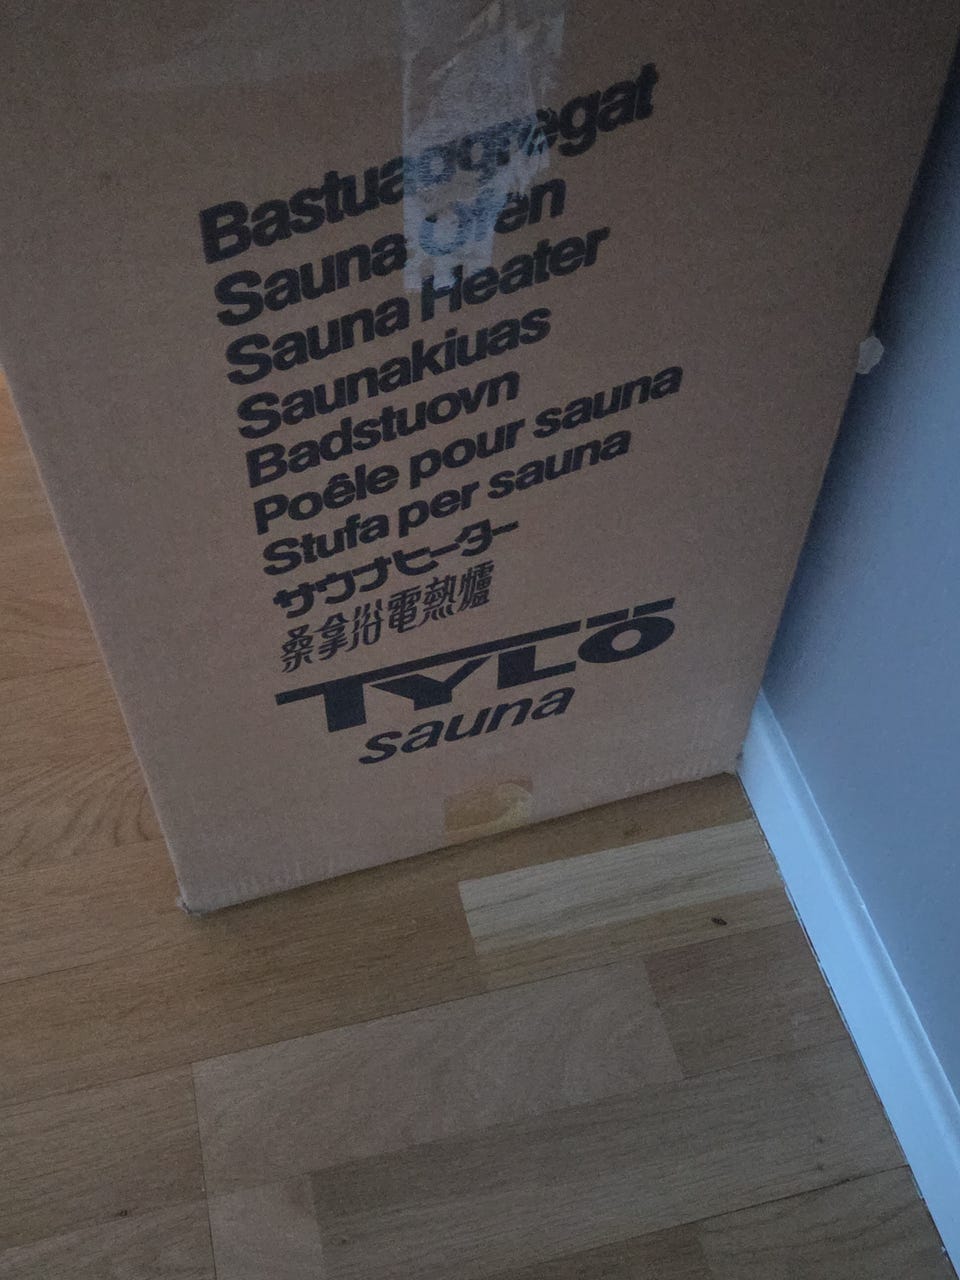 Bastuaggregat
Sauna Ofen
Sauna Heater
Saunakiuas
Badstuovn
Poêle pour sauna
Stufa per sauna
サウナヒーター
桑拿浴電熱爐
TYLÖ
sauna